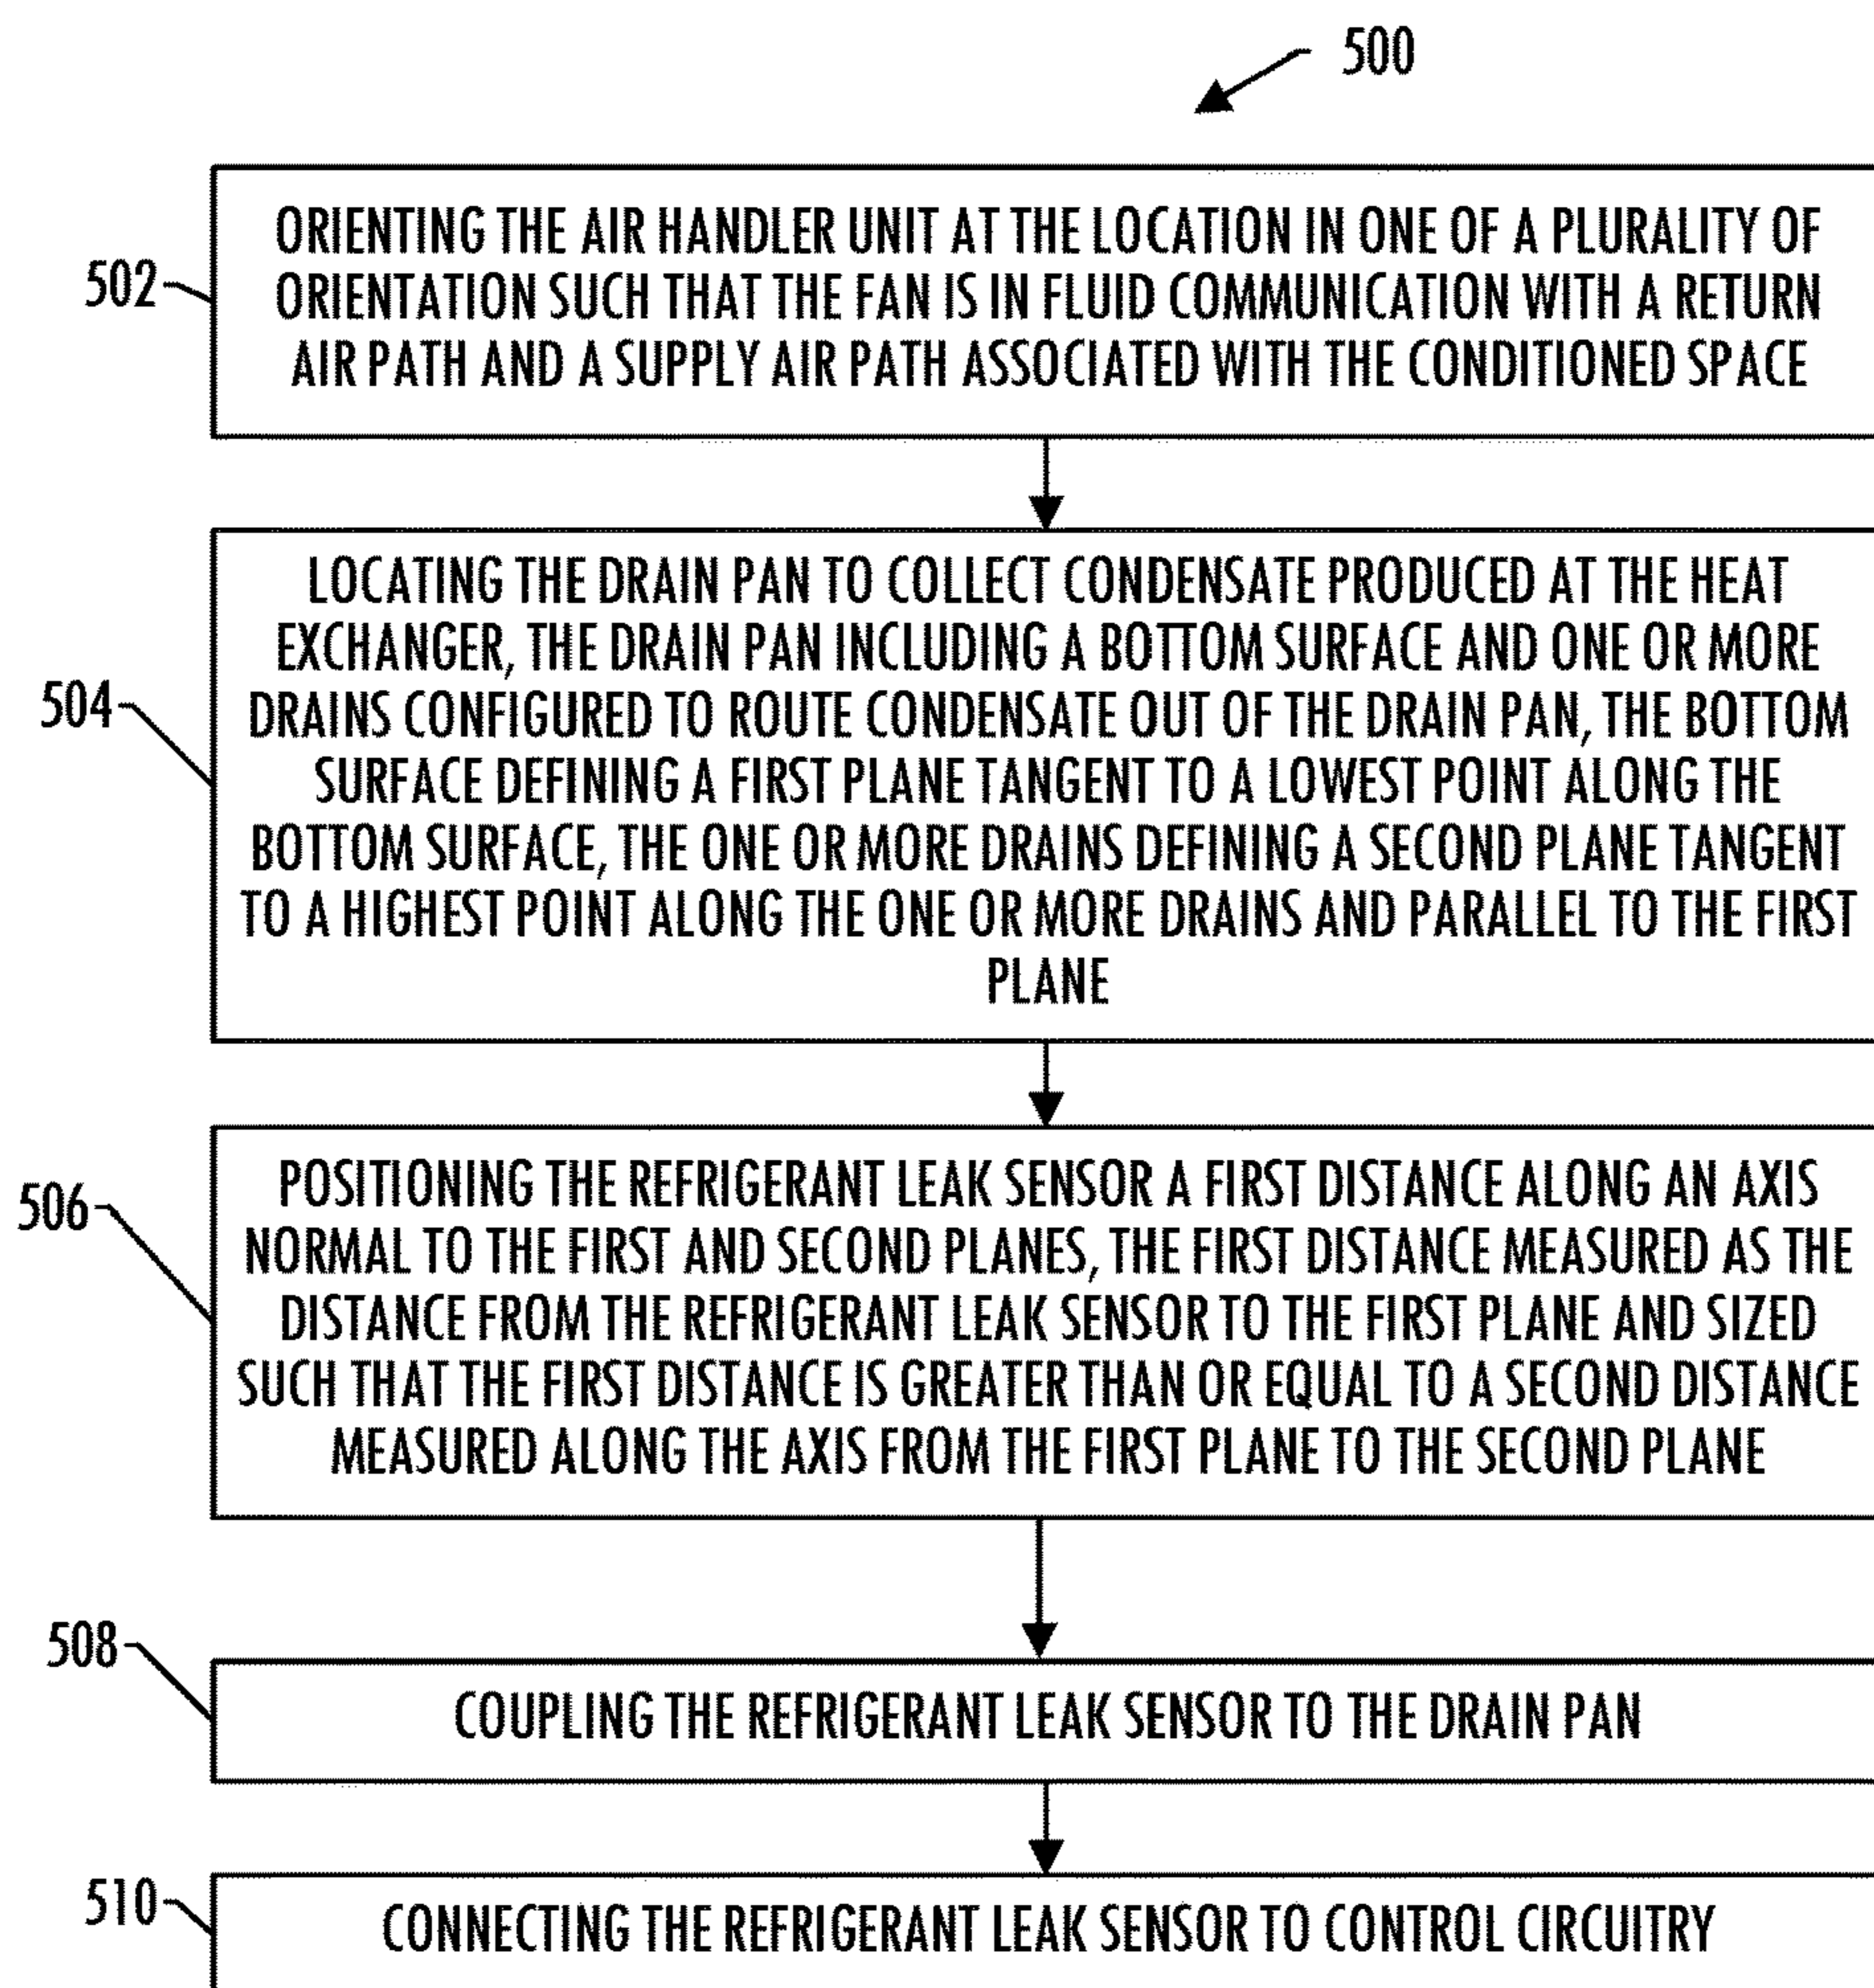 500
502
ORIENTING THE AIR HANDLER UNIT AT THE LOCATION IN ONE OF A PLURALITY OF
ORIENTATION SUCH THAT THE FAN IS IN FLUID COMMUNICATION WITH A RETURN
AIR PATH AND A SUPPLY AIR PATH ASSOCIATED WITH THE CONDITIONED SPACE
504
LOCATING THE DRAIN PAN TO COLLECT CONDENSATE PRODUCED AT THE HEAT
EXCHANGER, THE DRAIN PAN INCLUDING A BOTTOM SURFACE AND ONE OR MORE
DRAINS CONFIGURED TO ROUTE CONDENSATE OUT OF THE DRAIN PAN, THE BOTTOM
SURFACE DEFINING A FIRST PLANE TANGENT TO A LOWEST POINT ALONG THE
BOTTOM SURFACE, THE ONE OR MORE DRAINS DEFINING A SECOND PLANE TANGENT
TO A HIGHEST POINT ALONG THE ONE OR MORE DRAINS AND PARALLEL TO THE FIRST
PLANE
506
POSITIONING THE REFRIGERANT LEAK SENSOR A FIRST DISTANCE ALONG AN AXIS
NORMAL TO THE FIRST AND SECOND PLANES, THE FIRST DISTANCE MEASURED AS THE
DISTANCE FROM THE REFRIGERANT LEAK SENSOR TO THE FIRST PLANE AND SIZED
SUCH THAT THE FIRST DISTANCE IS GREATER THAN OR EQUAL TO A SECOND DISTANCE
MEASURED ALONG THE AXIS FROM THE FIRST PLANE TO THE SECOND PLANE
508
COUPLING THE REFRIGERANT LEAK SENSOR TO THE DRAIN PAN
510
CONNECTING THE REFRIGERANT LEAK SENSOR TO CONTROL CIRCUITRY